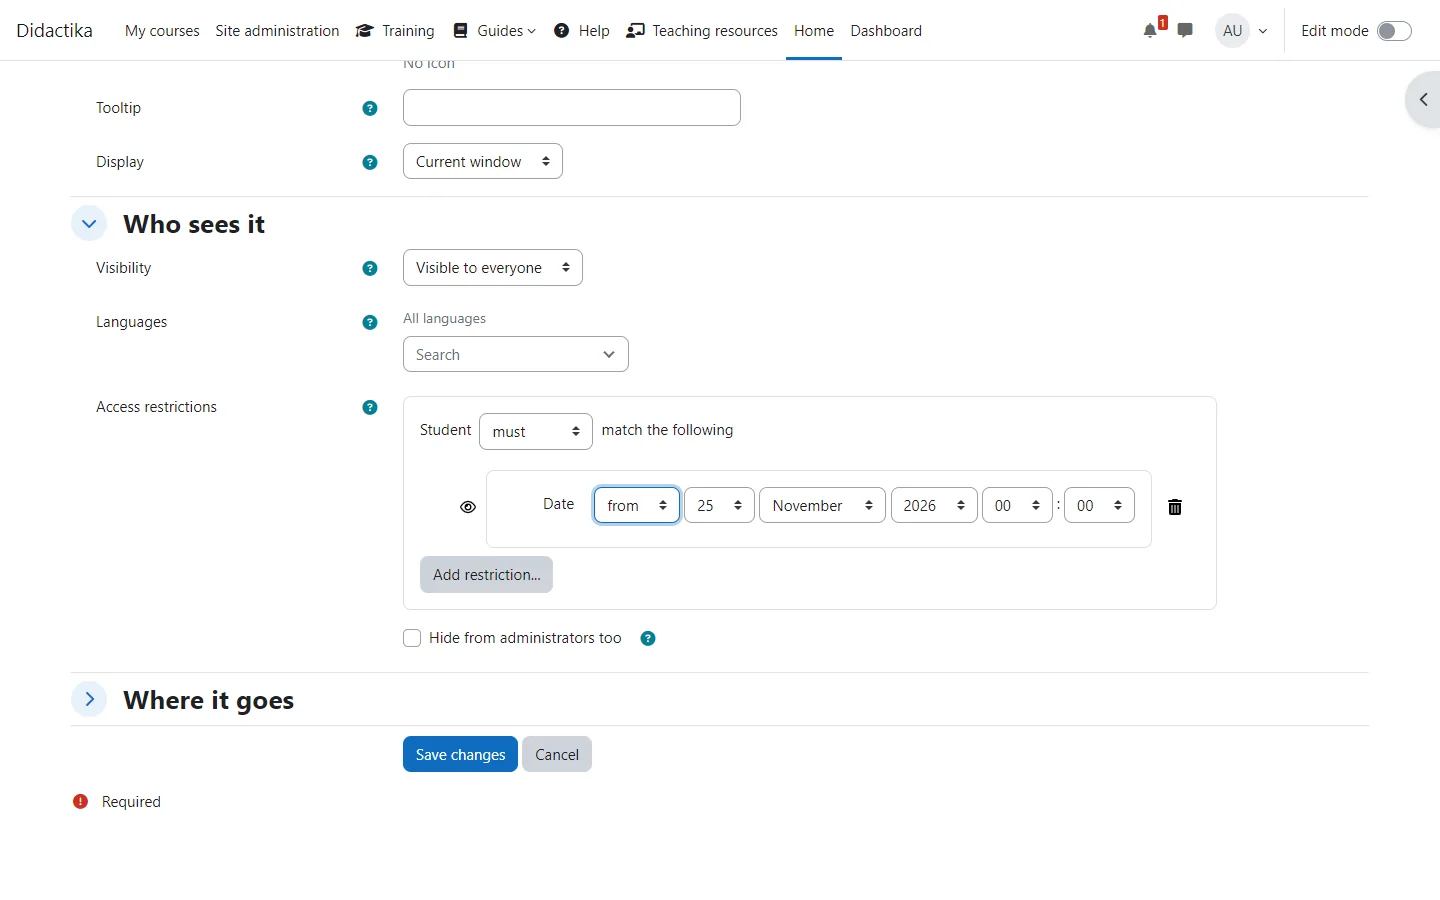 Didactika My courses Site administration Training Guides Help Teaching resources Home Dashboard 1 AU Edit mode
No icon
Tooltip
Display Current window
Who sees it
Visibility Visible to everyone
Languages All languages
Search
Access restrictions
Student must match the following
Date from 25 November 2026 00 : 00
Add restriction...
Hide from administrators too
Where it goes
Save changes Cancel
Required